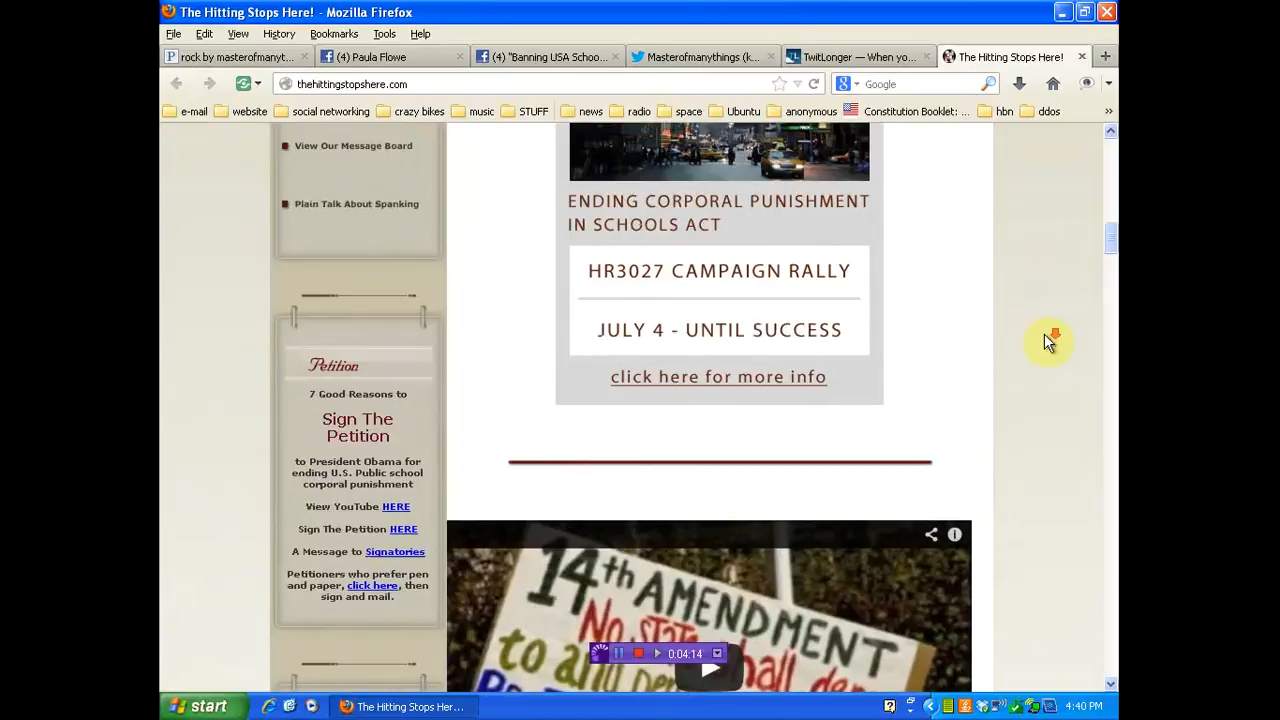 The Hitting Stops Here! - Mozilla Firefox
File Edit View History Bookmarks Tools Help
rock by masterofmanyt...
(4) Paula Flowe
(4) "Banning USA Schoo...
Masterofmanythings (k...
TwitLonger — When yo...
The Hitting Stops Here!
thehittingstopshere.com
Google
e-mail website social networking crazy bikes music STUFF news radio space Ubuntu anonymous Constitution Booklet: ... hbn ddos
View Our Message Board
Plain Talk About Spanking
Petition
7 Good Reasons to
Sign The
Petition
to President Obama for
ending U.S. Public school
corporal punishment
View YouTube HERE
Sign The Petition HERE
A Message to Signatories
Petitioners who prefer pen
and paper, click here, then
sign and mail.
ENDING CORPORAL PUNISHMENT
IN SCHOOLS ACT
HR3027 CAMPAIGN RALLY
JULY 4 - UNTIL SUCCESS
click here for more info
14th AMENDMENT
No state shall
to any
0:04:14
start
The Hitting Stops Her...
4:40 PM